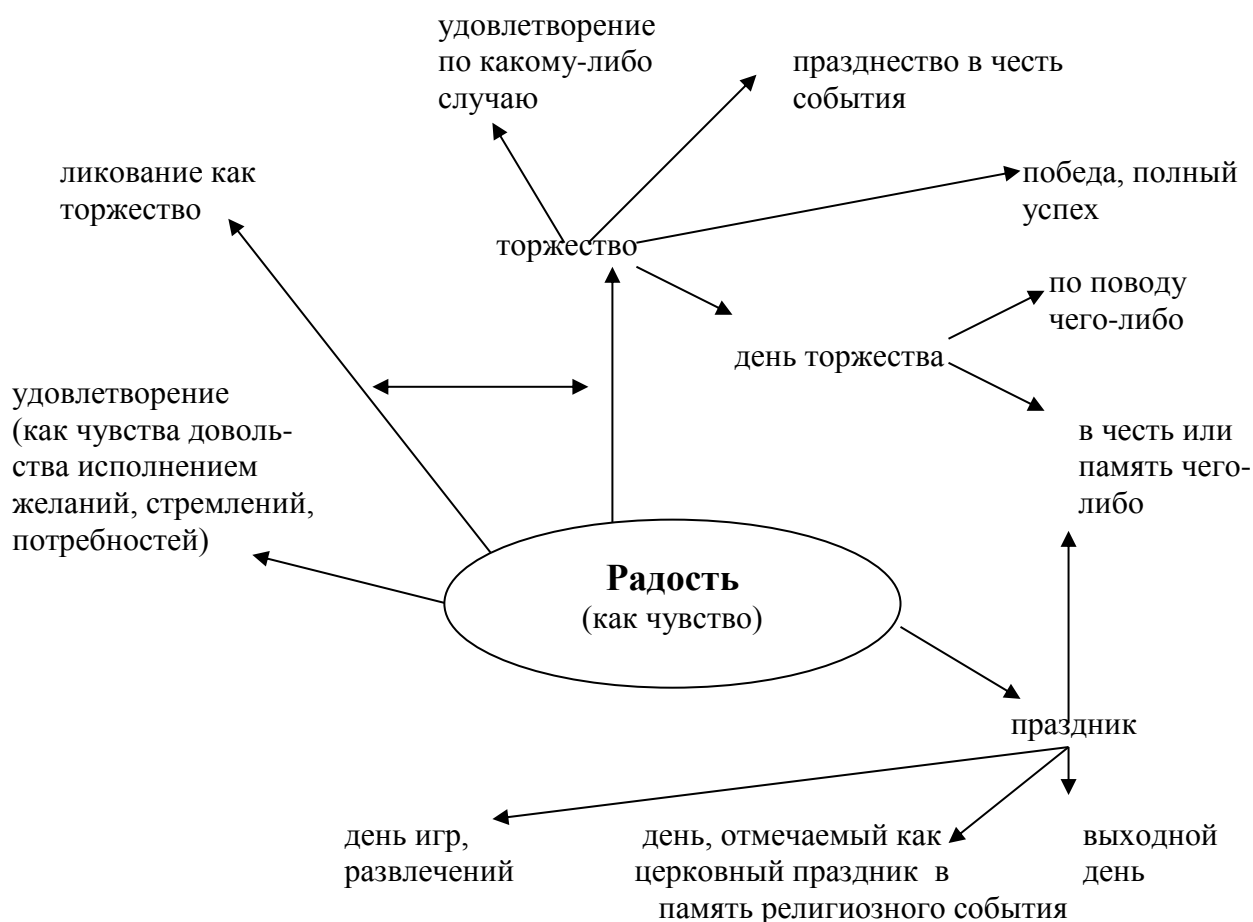 удовлетворение
по какому-либо
случаю
празднество в честь
события
ликование как
торжество
победа, полный
успех
торжество
по поводу
чего-либо
день торжества
удовлетворение
(как чувства доволь-
ства исполнением
желаний, стремлений,
потребностей)
в честь или
память чего-
либо
Радость
(как чувство)
праздник
день игр,
развлечений
день, отмечаемый как
церковный праздник в
память религиозного события
выходной
день